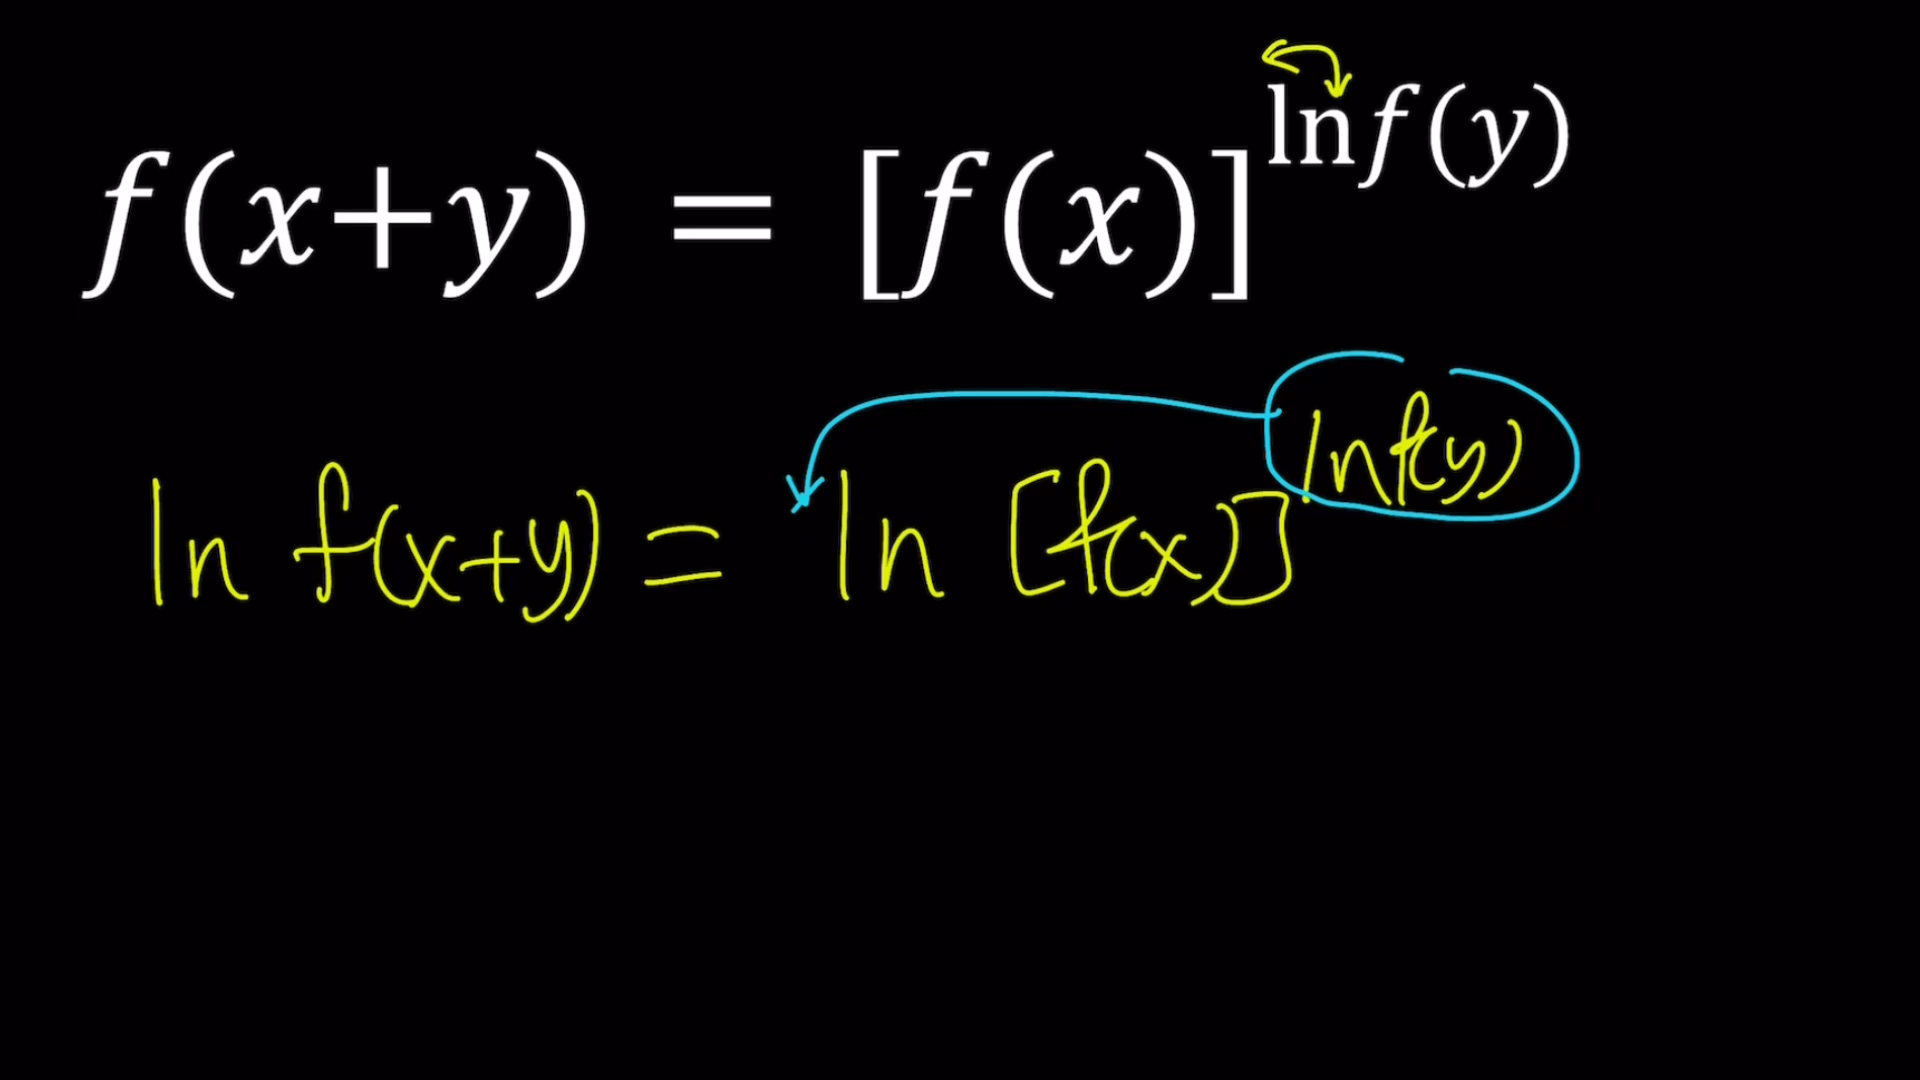 f(x+y) = [f(x)]^{ln f(y)}
ln f(x+y) = ln [f(x)]^{ln f(y)}